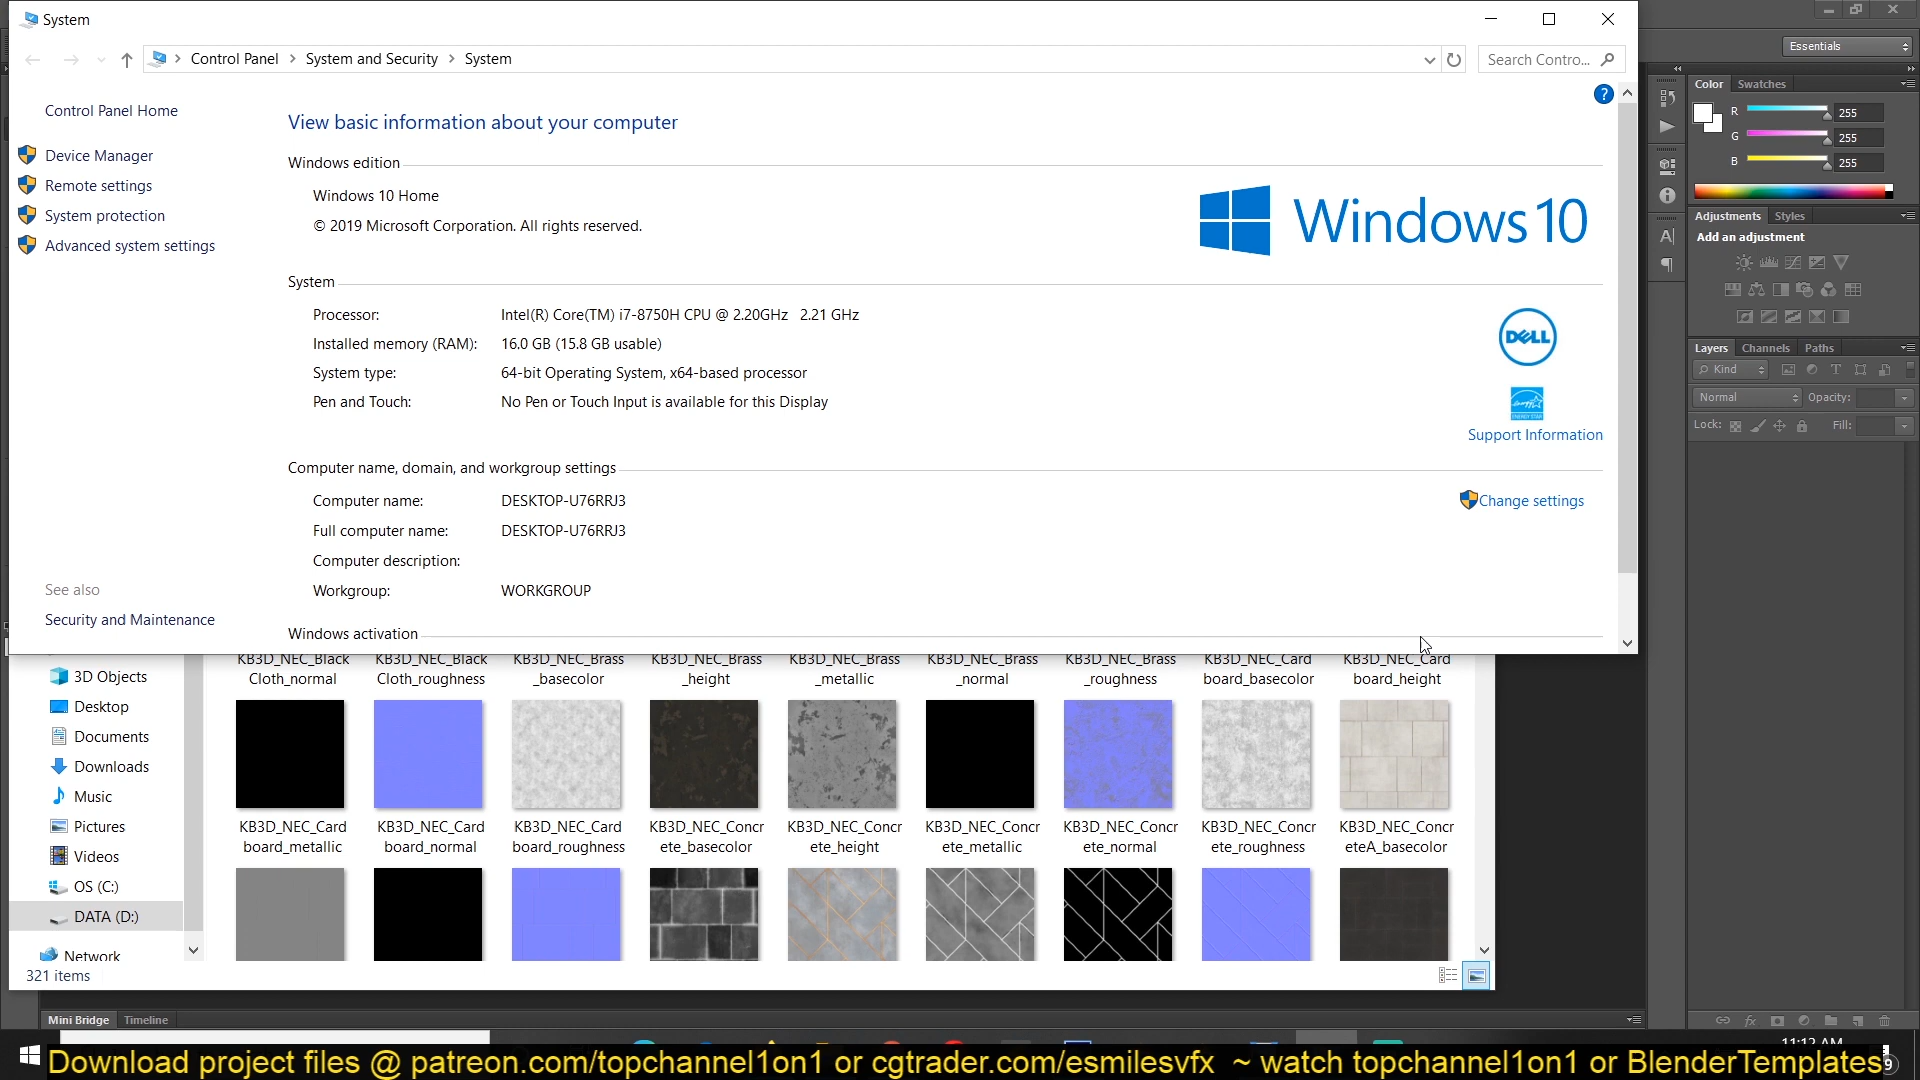 System
Essentials
Control Panel > System and Security > System
Search Contro...
Control Panel Home
Device Manager
Remote settings
System protection
Advanced system settings
See also
Security and Maintenance
?
View basic information about your computer
Windows edition
Windows 10 Home
© 2019 Microsoft Corporation. All rights reserved.
Windows 10
System
Processor: Intel(R) Core(TM) i7-8750H CPU @ 2.20GHz 2.21 GHz
Installed memory (RAM): 16.0 GB (15.8 GB usable)
System type: 64-bit Operating System, x64-based processor
Pen and Touch: No Pen or Touch Input is available for this Display
DELL
Support Information
Computer name, domain, and workgroup settings
Computer name: DESKTOP-U76RRJ3
Change settings
Full computer name: DESKTOP-U76RRJ3
Computer description:
Workgroup: WORKGROUP
Windows activation
Color Swatches
R 255
G 255
B 255
Adjustments Styles
Add an adjustment
Layers Channels Paths
Kind
Normal Opacity:
Lock: Fill:
3D Objects
Desktop
Documents
Downloads
Music
Pictures
Videos
OS (C:)
DATA (D:)
Network
321 items
KB3D_NEC_Black KB3D_NEC_Black KB3D_NEC_Brass KB3D_NEC_Brass KB3D_NEC_Brass KB3D_NEC_Brass KB3D_NEC_Brass KB3D_NEC_Card KB3D_NEC_Card
Cloth_normal Cloth_roughness _basecolor _height _metallic _normal _roughness board_basecolor board_height
KB3D_NEC_Card KB3D_NEC_Card KB3D_NEC_Card KB3D_NEC_Concr KB3D_NEC_Concr KB3D_NEC_Concr KB3D_NEC_Concr KB3D_NEC_Concr KB3D_NEC_Concr
board_metallic board_normal board_roughness ete_basecolor ete_height ete_metallic ete_normal ete_roughness eteA_basecolor
Mini Bridge Timeline
11:12 AM
Download project files @ patreon.com/topchannel1on1 or cgtrader.com/esmilesvfx ~ watch topchannel1on1 or BlenderTemplates